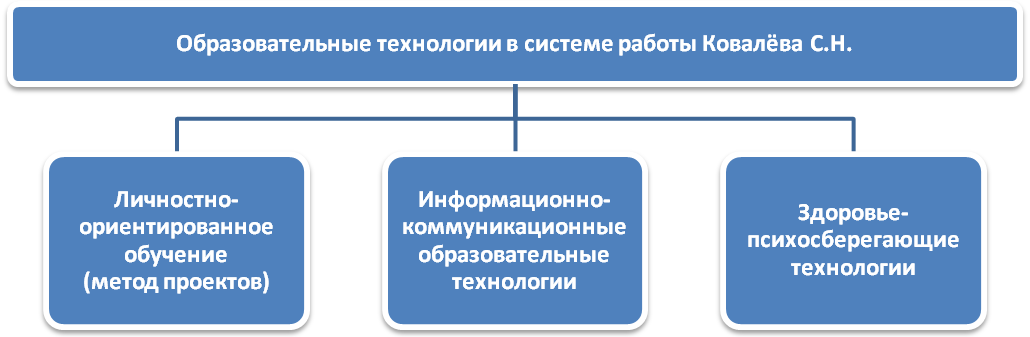 Образовательные технологии в системе работы Ковалёва С.Н.
Личностно-
ориентированное
обучение
(метод проектов)
Информационно-
коммуникационные
образовательные
технологии
Здоровье-
психосберегающие
технологии